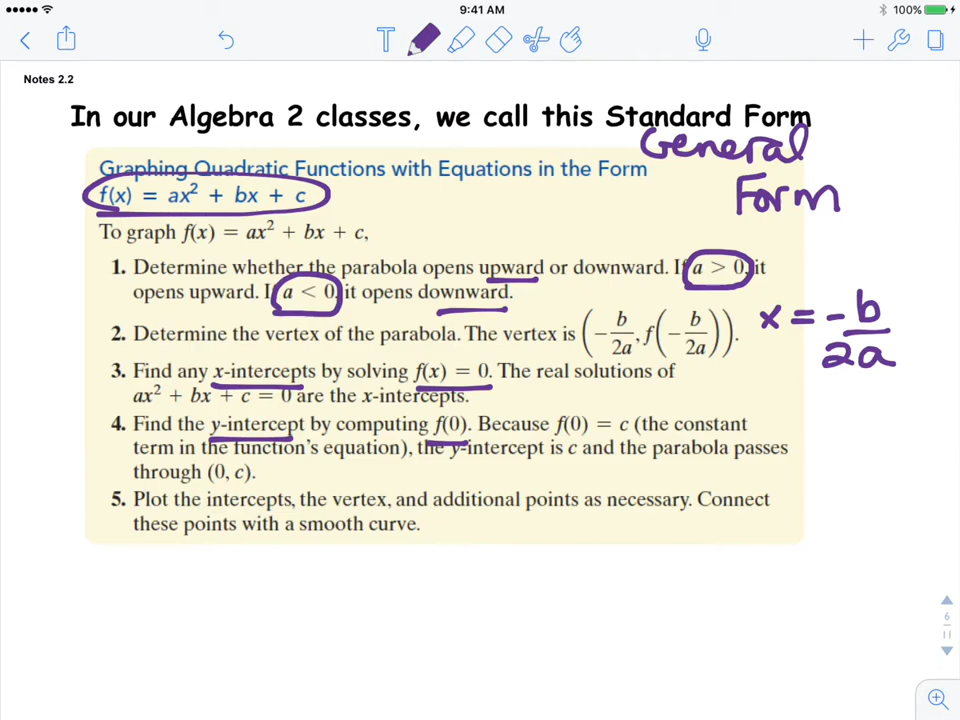 9:41 AM
100%
T
Notes 2.2
In our Algebra 2 classes, we call this Standard Form
General
Form
Graphing Quadratic Functions with Equations in the Form
f(x) = ax² + bx + c
To graph f(x) = ax² + bx + c,
1. Determine whether the parabola opens upward or downward. If a > 0, it
opens upward. If a < 0, it opens downward.
2. Determine the vertex of the parabola. The vertex is (-b/2a, f(-b/2a)).
x = -b/2a
3. Find any x-intercepts by solving f(x) = 0. The real solutions of
ax² + bx + c = 0 are the x-intercepts.
4. Find the y-intercept by computing f(0). Because f(0) = c (the constant
term in the function's equation), the y-intercept is c and the parabola passes
through (0, c).
5. Plot the intercepts, the vertex, and additional points as necessary. Connect
these points with a smooth curve.
6
11